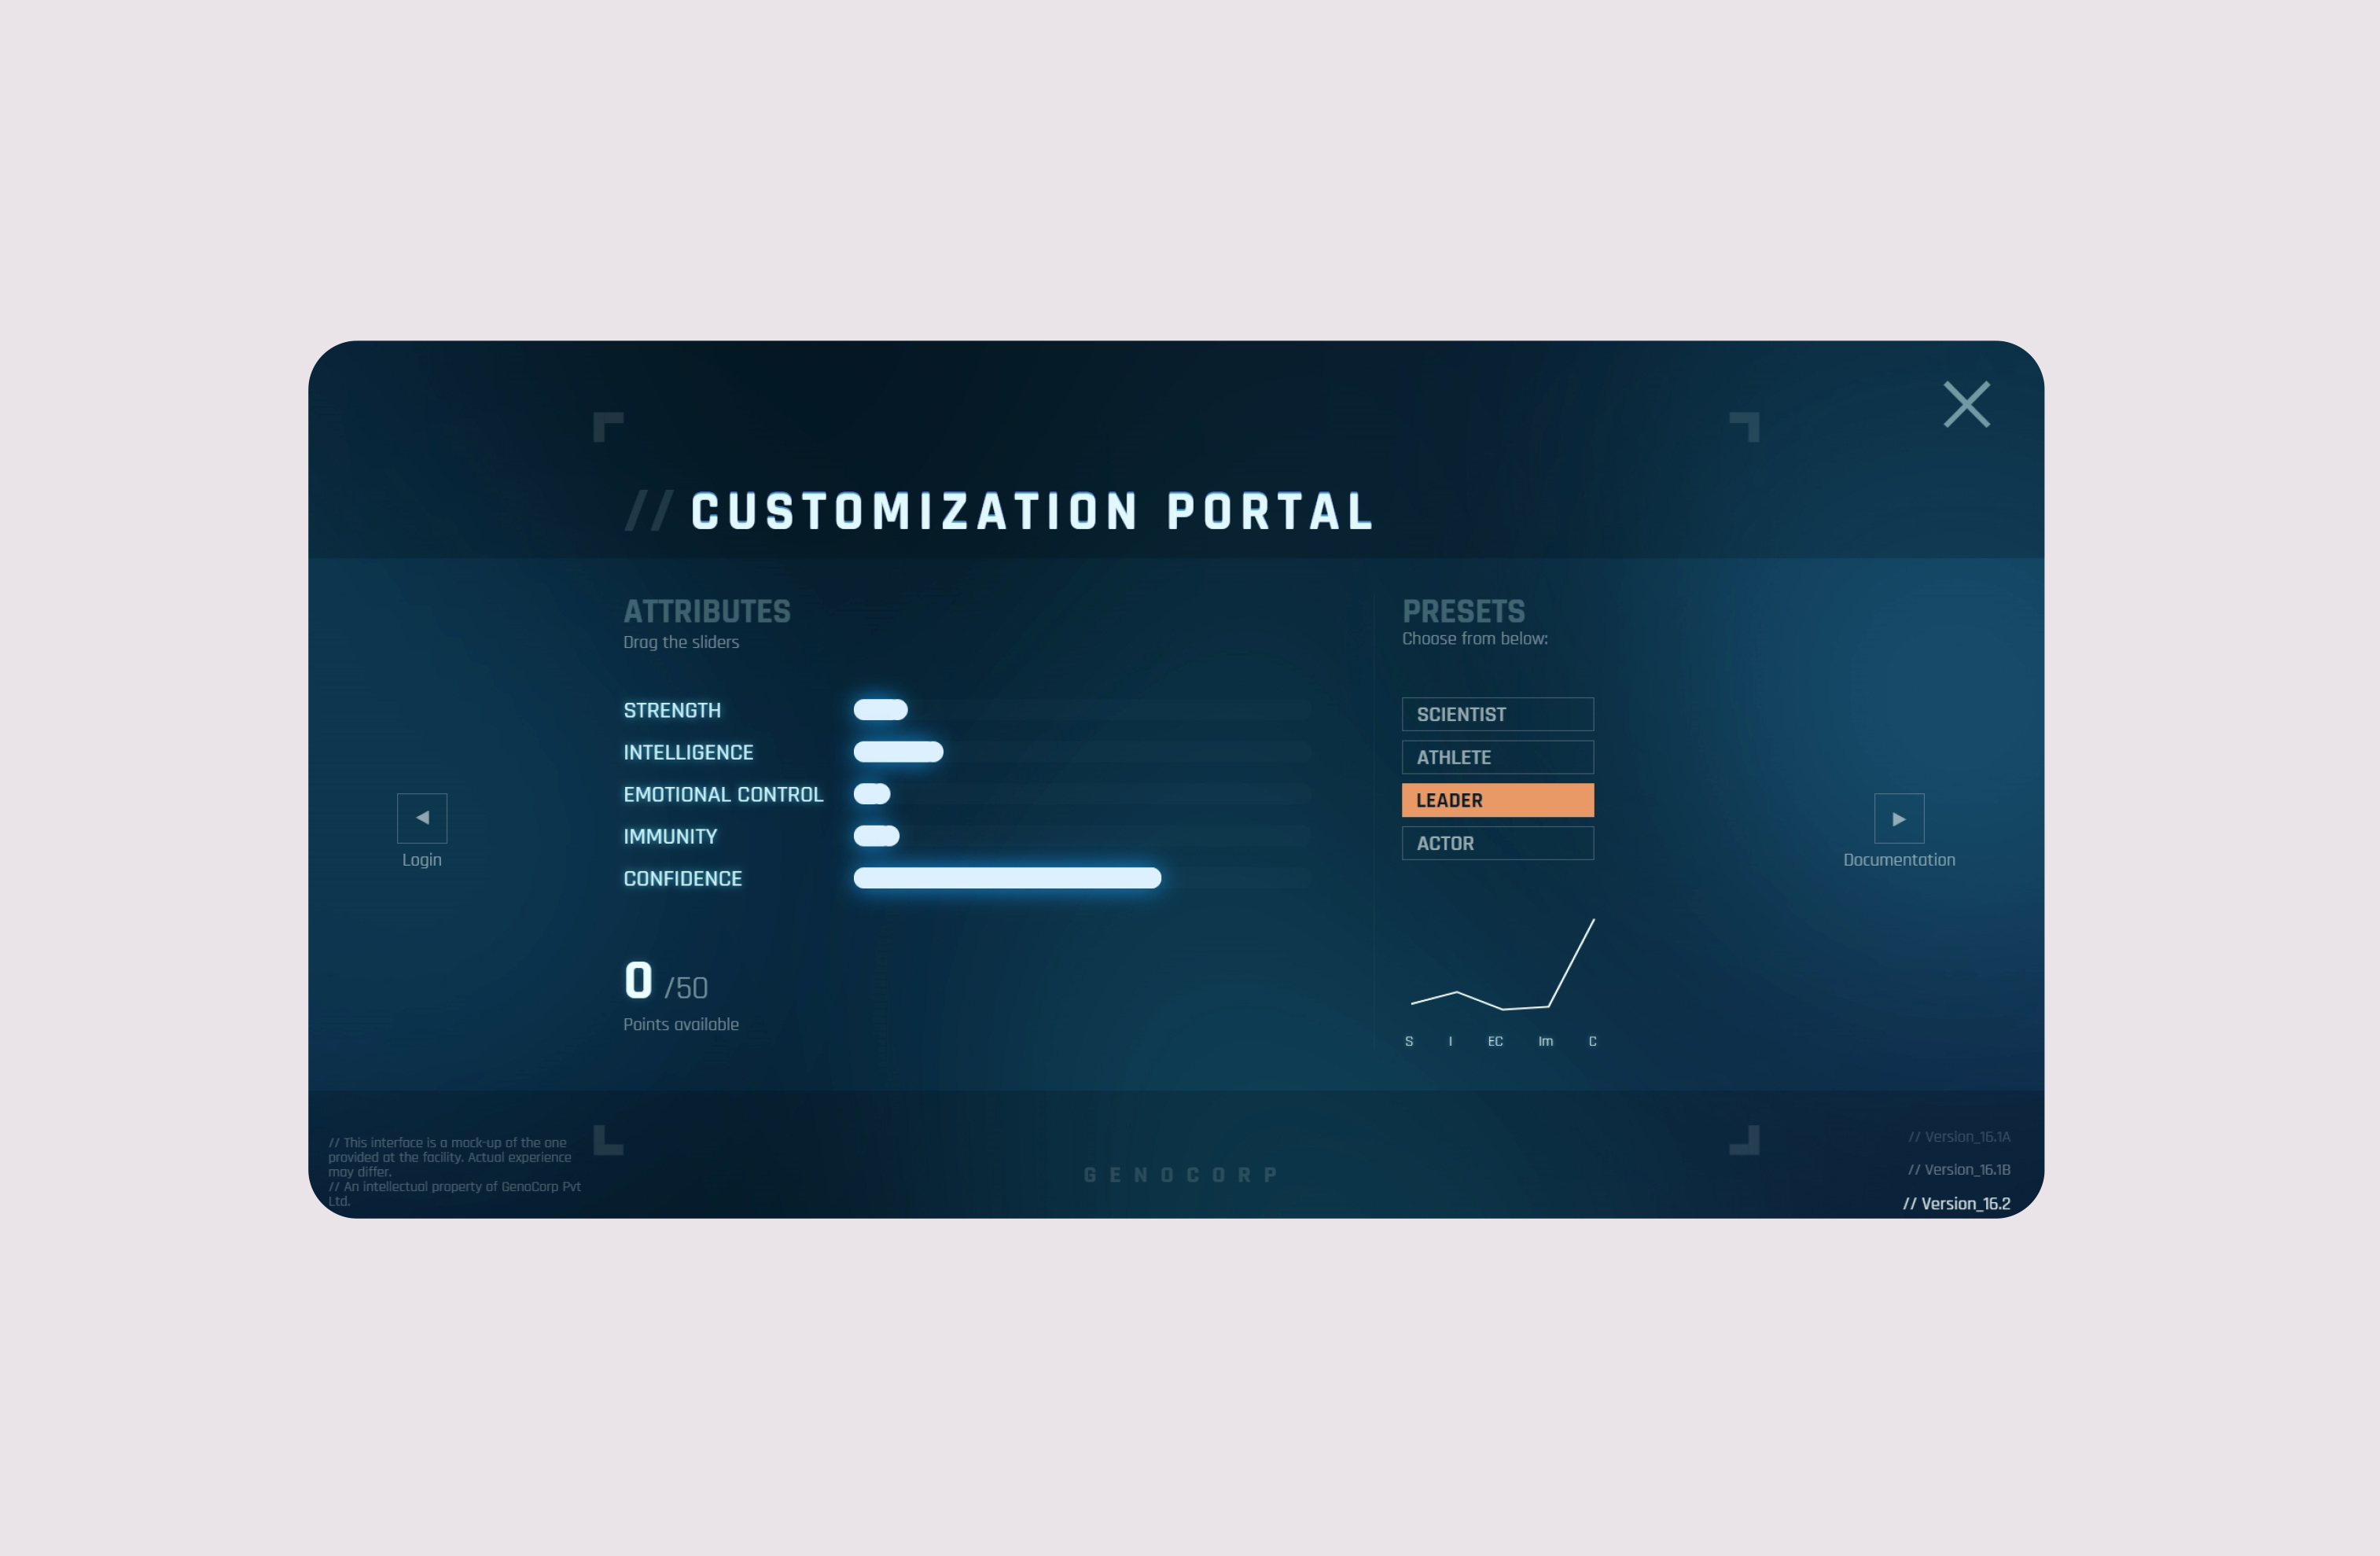 // CUSTOMIZATION PORTAL
ATTRIBUTES
Drag the sliders
STRENGTH
INTELLIGENCE
EMOTIONAL CONTROL
IMMUNITY
CONFIDENCE
0 /50
Points available
PRESETS
Choose from below:
SCIENTIST
ATHLETE
LEADER
ACTOR
S I EC Im C
Login
Documentation
// This interface is a mock-up of the one
provided at the facility. Actual experience
may differ.
// An intellectual property of GenoCorp Pvt
Ltd.
GENOCORP
// Version_16.1A
// Version_16.1B
// Version_16.2